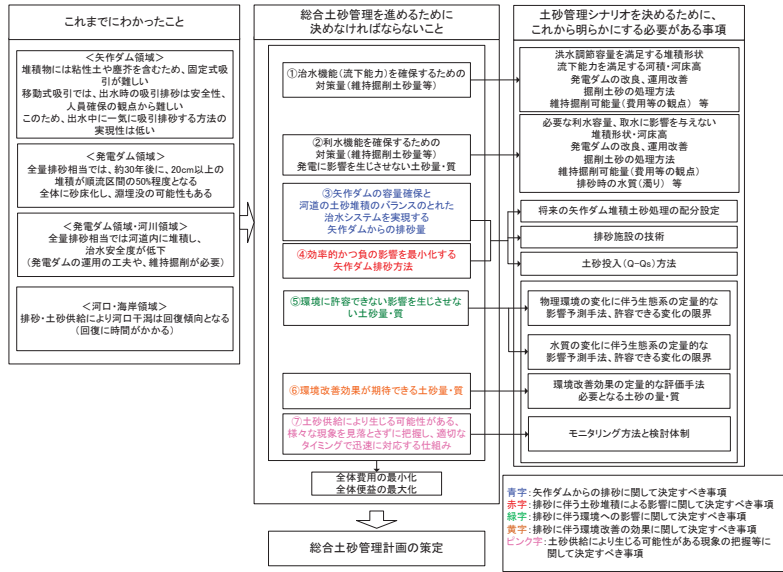 これまでにわかったこと
＜矢作ダム領域＞
堆積物には粘性土や塵芥を含むため、固定式吸
引が難しい
移動式吸引では、出水時の吸引排砂は安全性、
人員確保の観点から難しい
このため、出水中に一気に吸引排砂する方法の
実現性は低い
＜発電ダム領域＞
全量排砂相当では、約30年後に、20cm以上の
堆積が順流区間の50%程度となる
全体に砂床化し、淵埋没の可能性もある
＜発電ダム領域・河川領域＞
全量排砂相当では河道内に堆積し、
治水安全度が低下
（発電ダムの運用の工夫や、維持掘削が必要）
＜河口・海岸領域＞
排砂・土砂供給により河口干潟は回復傾向となる
（回復に時間がかかる）
総合土砂管理を進めるために
決めなければならないこと
①治水機能（流下能力）を確保するための
対策量（維持掘削土砂量等）
②利水機能を確保するための
対策量（維持掘削土砂量等）
発電に影響を生じさせない土砂量・質
③矢作ダムの容量確保と
河道の土砂堆積のバランスのとれた
治水システムを実現する
矢作ダムからの排砂量
④効率的かつ負の影響を最小化する
矢作ダム排砂方法
⑤環境に許容できない影響を生じさせな
い土砂量・質
⑥環境改善効果が期待できる土砂量・質
⑦土砂供給により生じる可能性がある、
様々な現象を見落とさずに把握し、適切な
タイミングで迅速に対応する仕組み
全体費用の最小化
全体便益の最大化
総合土砂管理計画の策定
土砂管理シナリオを決めるために、
これから明らかにする必要がある事項
洪水調節容量を満足する堆積形状
流下能力を満足する河積・河床高
発電ダムの改良、運用改善
掘削土砂の処理方法
維持掘削可能量（費用等の観点） 等
必要な利水容量、取水に影響を与えない
堆積形状・河床高
発電ダムの改良、運用改善
掘削土砂の処理方法
維持掘削可能量（費用等の観点）
排砂時の水質（濁り） 等
将来の矢作ダム堆積土砂処理の配分設定
排砂施設の技術
土砂投入（Q-Qs）方法
物理環境の変化に伴う生態系の定量的な
影響予測手法、許容できる変化の限界
水質の変化に伴う生態系の定量的な
影響予測手法、許容できる変化の限界
環境改善効果の定量的な評価手法
必要となる土砂の量・質
モニタリング方法と検討体制
青字：矢作ダムからの排砂に関して決定すべき事項
赤字：排砂に伴う土砂堆積による影響に関して決定すべき事項
緑字：排砂に伴う環境への影響に関して決定すべき事項
黄字：排砂に伴う環境改善の効果に関して決定すべき事項
ピンク字：土砂供給により生じる可能性がある現象の把握等に
関して決定すべき事項